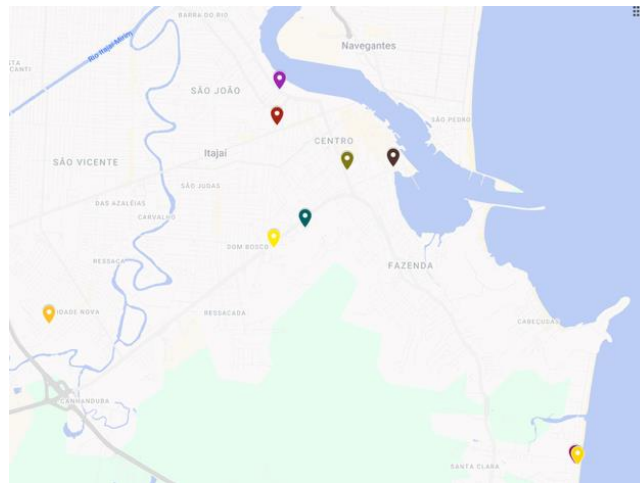 BARRA DO RIO
Rio Itajaí-Mirim
Navegantes
CANTI
SÃO JOÃO
SÃO PEDRO
CENTRO
Itajaí
SÃO VICENTE
SÃO JUDAS
DAS AZALÉIAS
CARVALHO
DOM BOSCO
RESSACA
FAZENDA
IDADE NOVA
RESSACADA
CABEÇUDAS
CANHANDUBA
SANTA CLARA